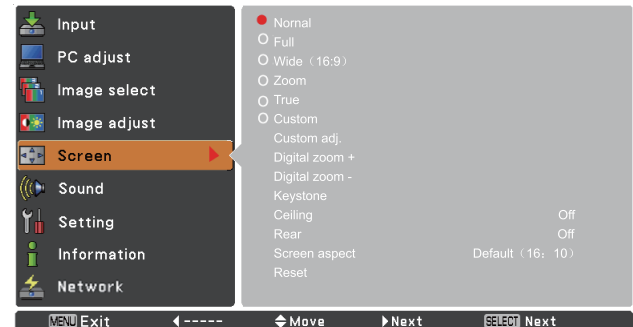 Input
PC adjust
Image select
Image adjust
Screen
Sound
Setting
Information
Network
Nornal
Full
Wide（16:9）
Zoom
True
Custom
Custom adj.
Digital zoom +
Digital zoom -
Keystone
Ceiling Off
Rear Off
Screen aspect Default（16：10）
Reset
MENU Exit ◀----- Move ▶Next SELECT Next